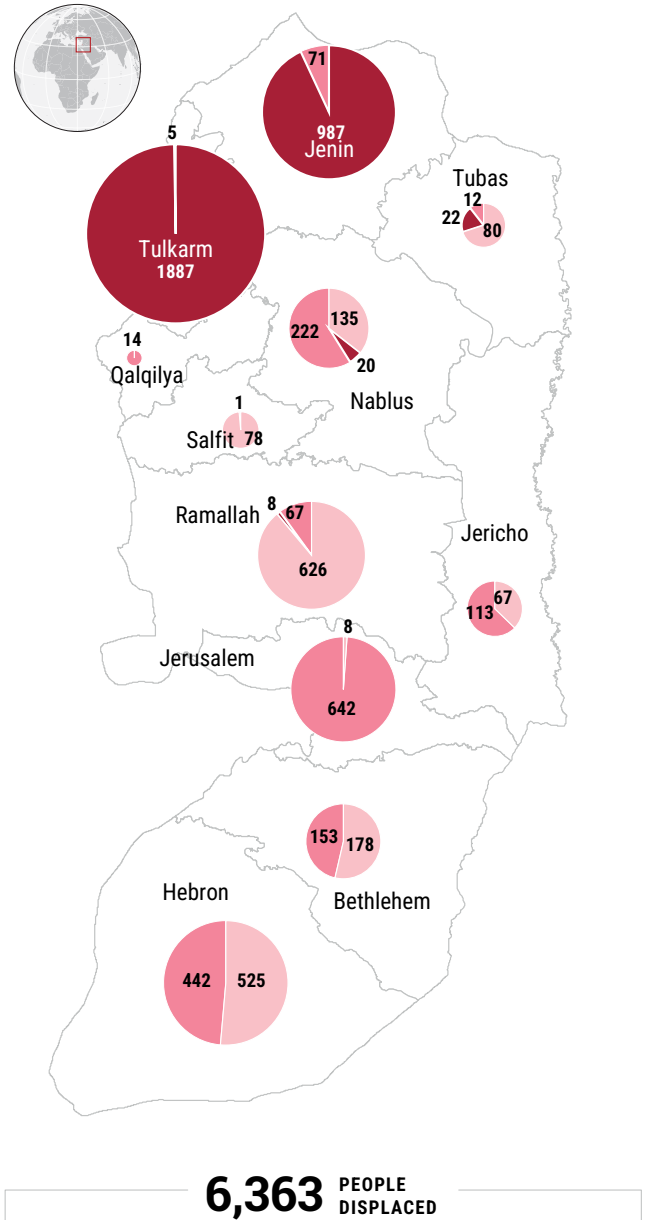 71
987
Jenin
5
Tulkarm
1887
Tubas
12
22
80
135
222
20
Nablus
14
Qalqilya
1
Salfit
78
Ramallah
8
67
626
Jericho
67
113
8
Jerusalem
642
153
178
Bethlehem
Hebron
442
525
6,363 PEOPLE
DISPLACED